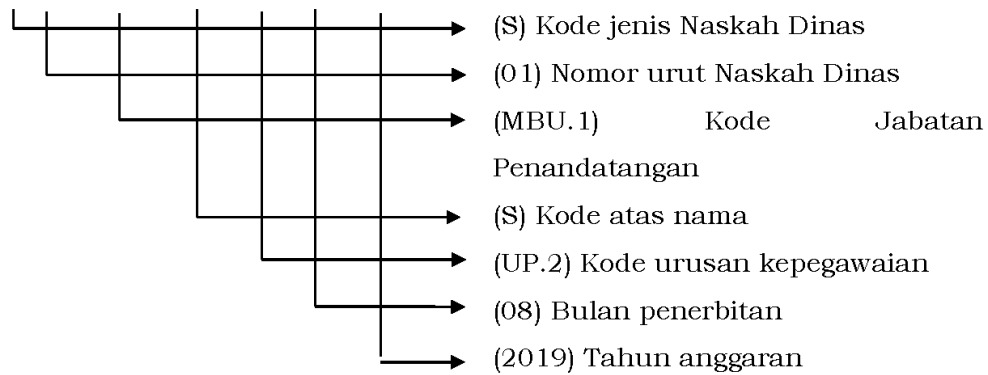 (S) Kode jenis Naskah Dinas
(01) Nomor urut Naskah Dinas
(MBU.1) Kode Jabatan
Penandatangan
(S) Kode atas nama
(UP.2) Kode urusan kepegawaian
(08) Bulan penerbitan
(2019) Tahun anggaran